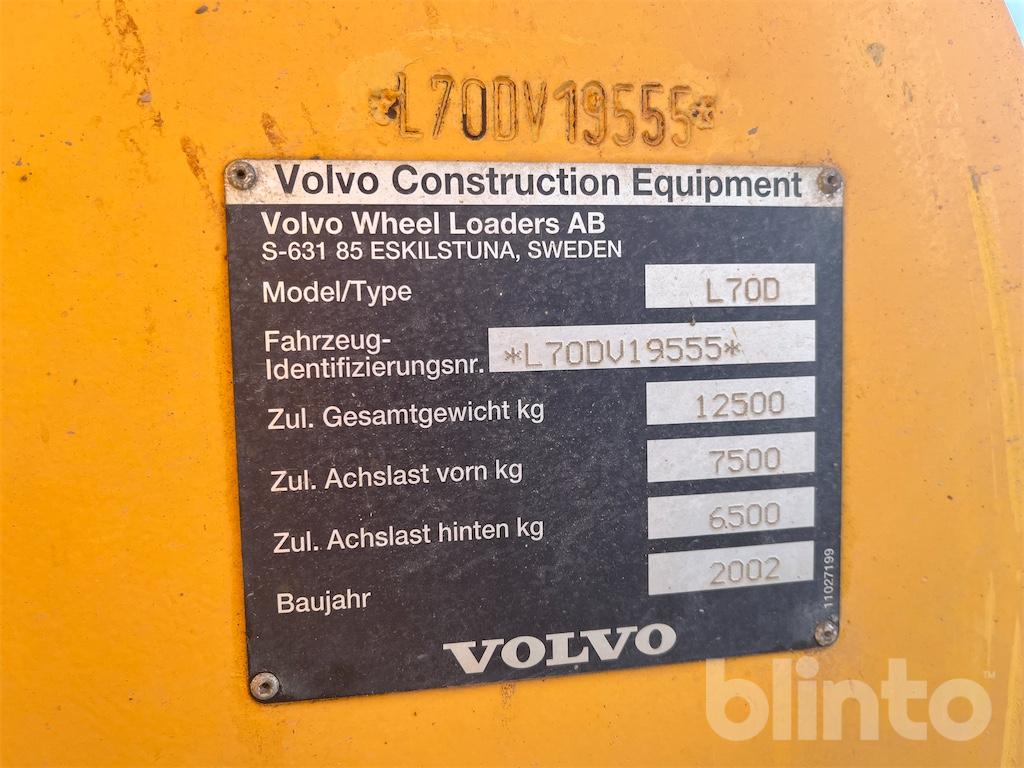 *L70DV19555*
Volvo Construction Equipment
Volvo Wheel Loaders AB
S-631 85 ESKILSTUNA, SWEDEN
Model/Type L70D
Fahrzeug-
Identifizierungsnr. *L70DV19555*
Zul. Gesamtgewicht kg 12500
Zul. Achslast vorn kg 7500
Zul. Achslast hinten kg 6500
Baujahr 2002
11027199
VOLVO
blinto™